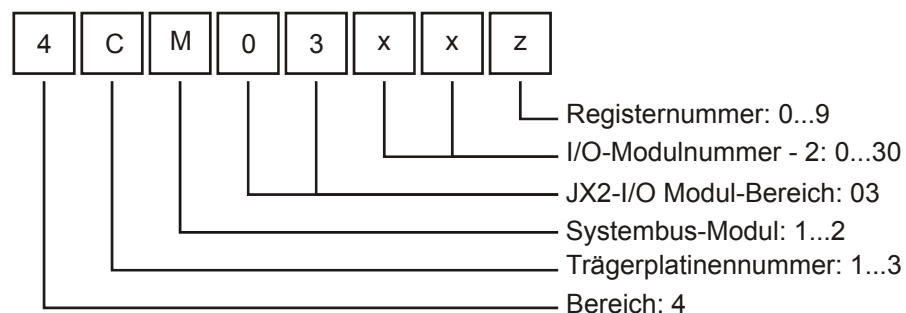 4 C M 0 3 x x z
Registernummer: 0...9
I/O-Modulnummer - 2: 0...30
JX2-I/O Modul-Bereich: 03
Systembus-Modul: 1...2
Trägerplatinennummer: 1...3
Bereich: 4